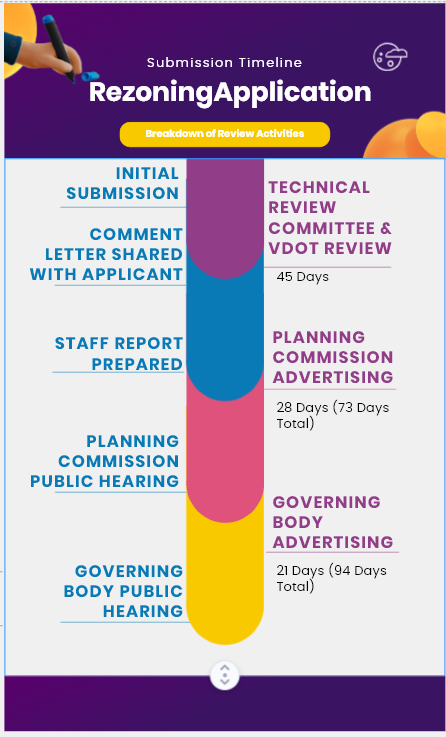 Submission Timeline
RezoningApplication
Breakdown of Review Activities
INITIAL
SUBMISSION
TECHNICAL
REVIEW
COMMITTEE &
VDOT REVIEW
45 Days
COMMENT
LETTER SHARED
WITH APPLICANT
STAFF REPORT
PREPARED
PLANNING
COMMISSION
ADVERTISING
28 Days (73 Days
Total)
PLANNING
COMMISSION
PUBLIC HEARING
GOVERNING
BODY
ADVERTISING
21 Days (94 Days
Total)
GOVERNING
BODY PUBLIC
HEARING